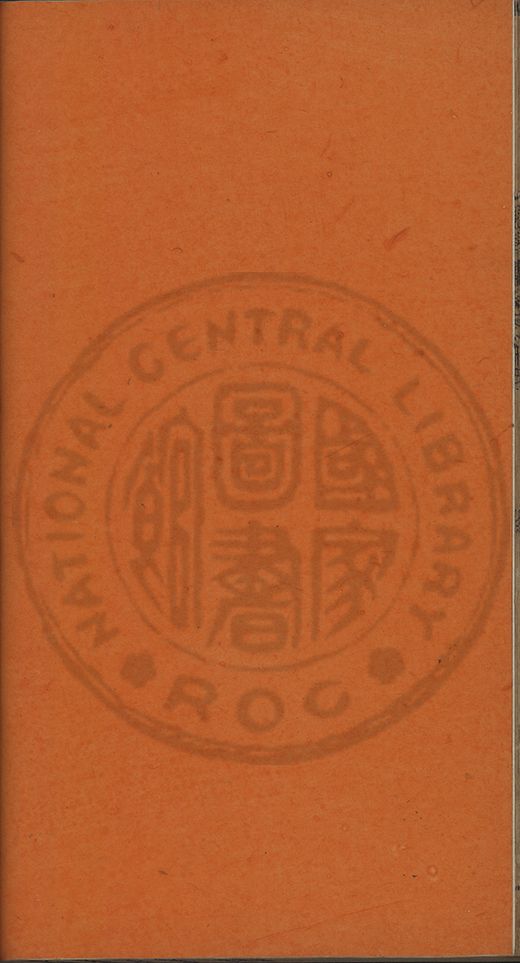 NATIONAL CENTRAL LIBRARY
國家
圖書
館
ROC